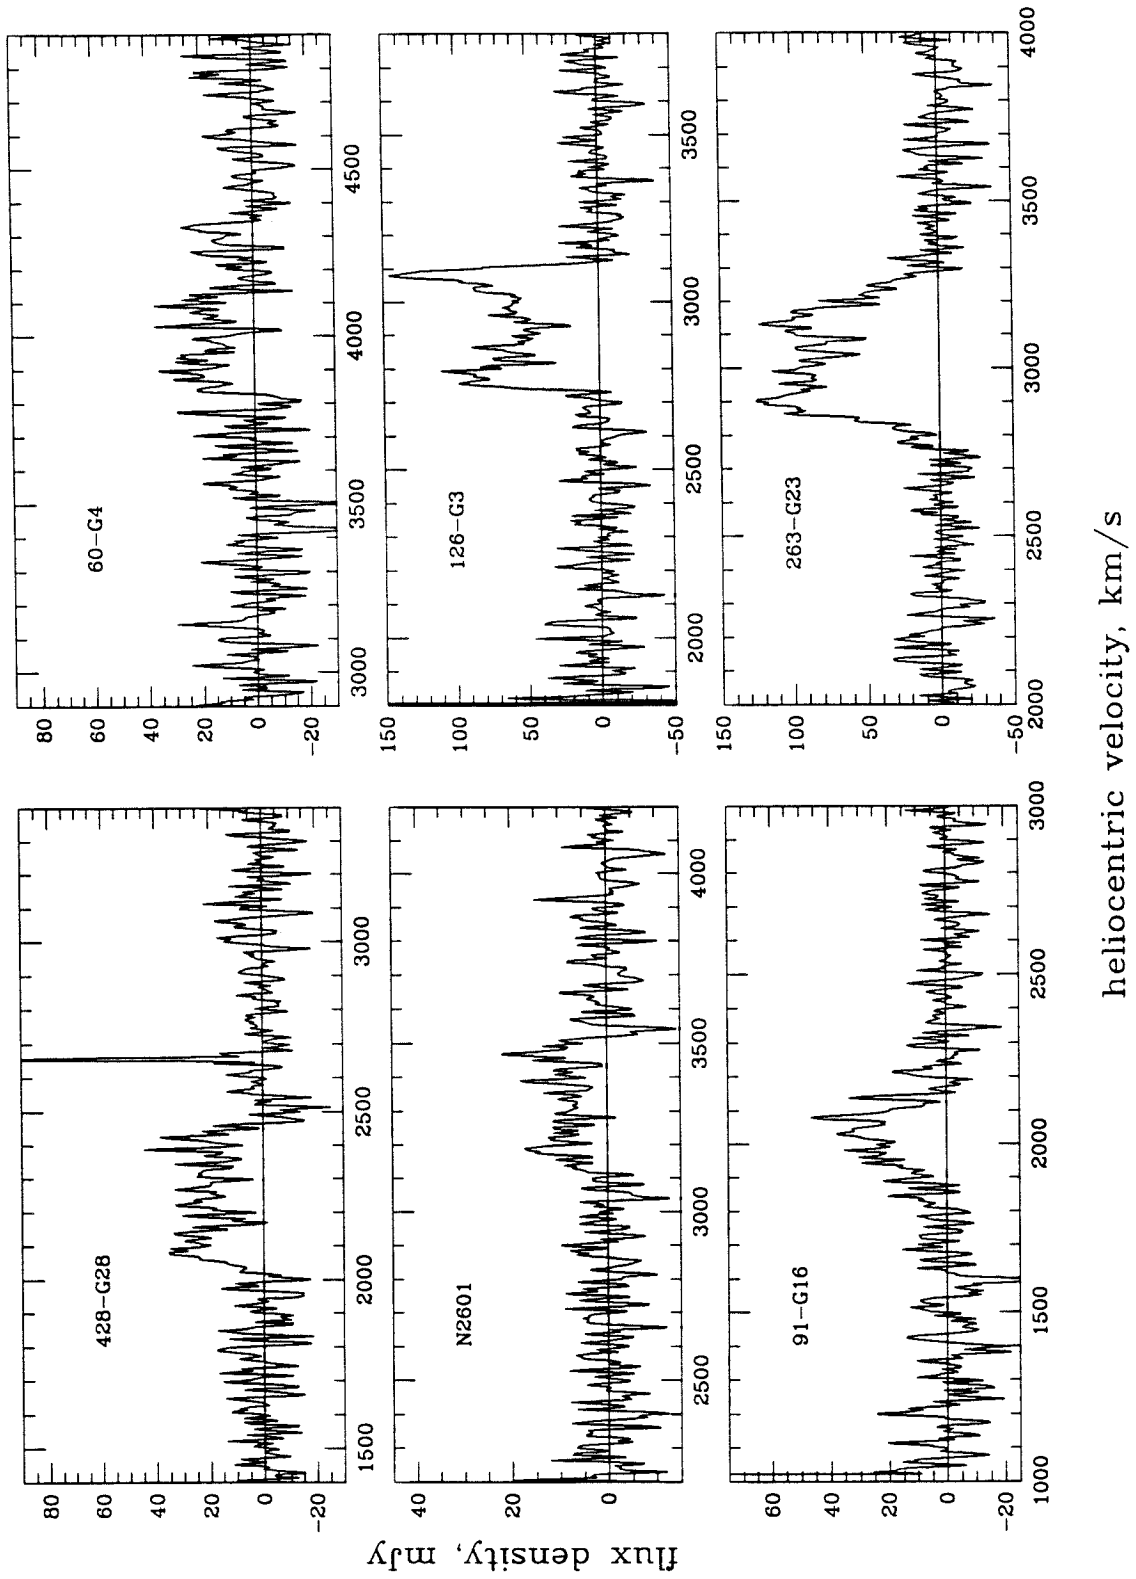 flux density, mJy
428-G28
80
60
40
20
0
-20
1500 2000 2500 3000
60-G4
80
60
40
20
0
-20
3000 3500 4000 4500
N2601
40
20
0
2500 3000 3500 4000
126-G3
150
100
50
0
-50
2000 2500 3000 3500
91-G16
60
40
20
0
-20
1000 1500 2000 2500 3000
263-G23
150
100
50
0
-50
2000 2500 3000 3500 4000
heliocentric velocity, km/s